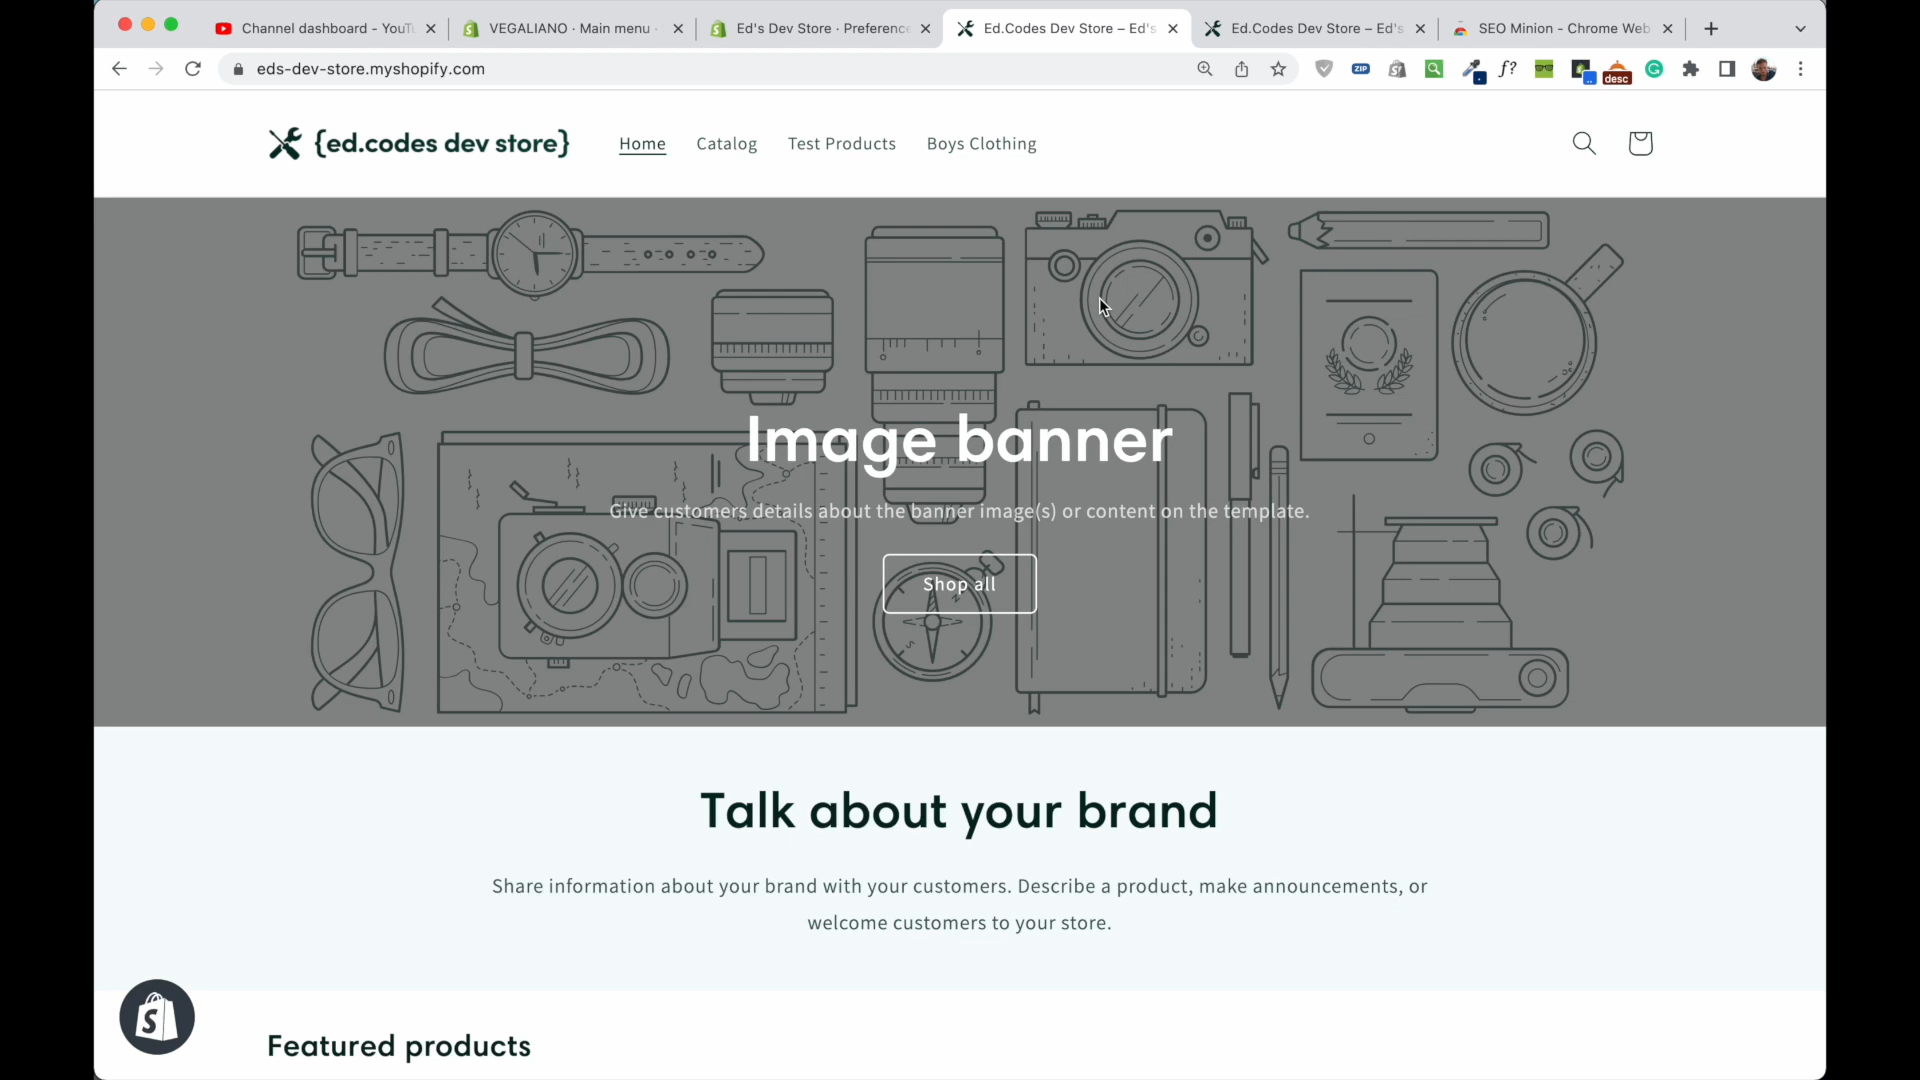 Channel dashboard - YouT
VEGALIANO · Main menu ·
Ed's Dev Store · Preference
Ed.Codes Dev Store – Ed's
Ed.Codes Dev Store – Ed's
SEO Minion - Chrome Web
eds-dev-store.myshopify.com
ZIP
f?
desc
{ed.codes dev store}
Home
Catalog
Test Products
Boys Clothing
Image banner
Give customers details about the banner image(s) or content on the template.
Shop all
Talk about your brand
Share information about your brand with your customers. Describe a product, make announcements, or
welcome customers to your store.
Featured products